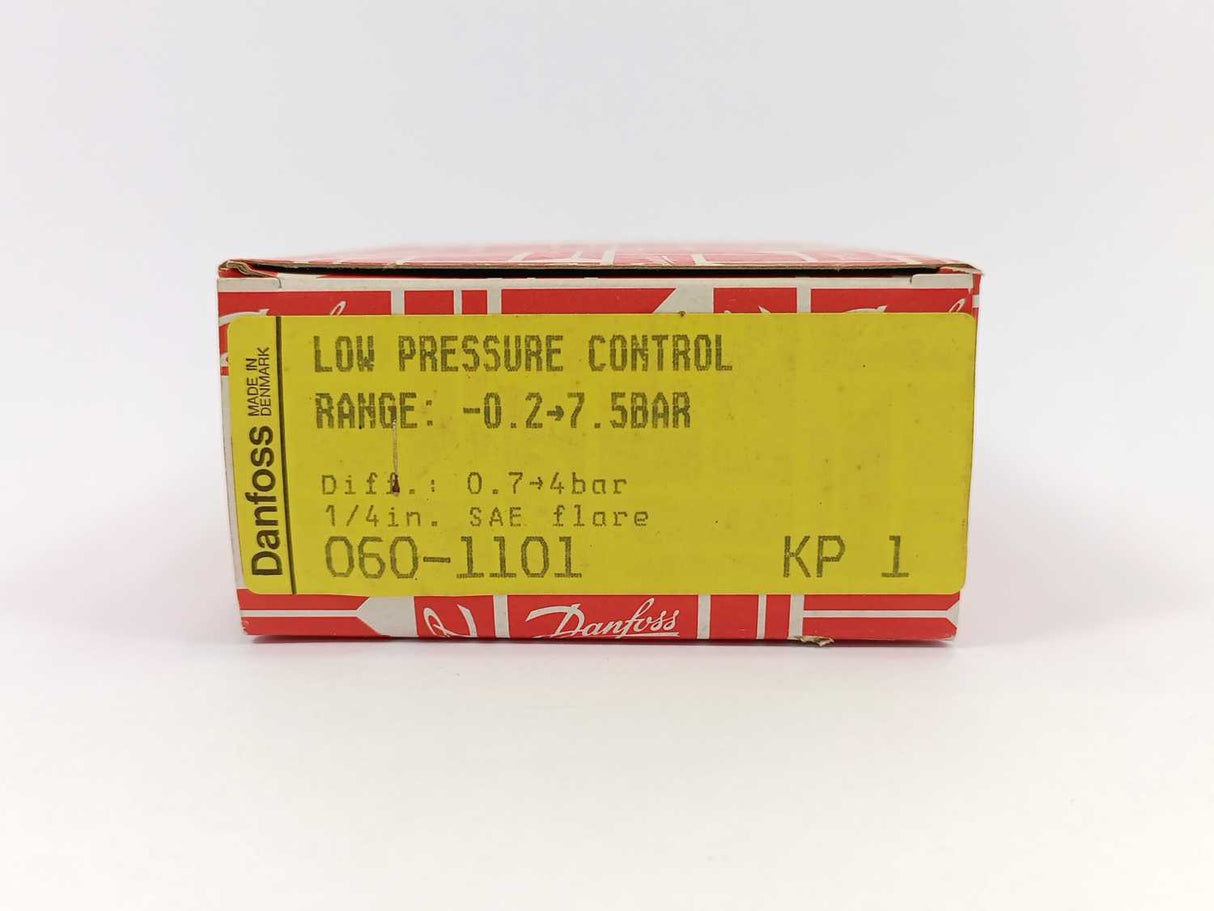 Danfoss MADE IN
DENMARK
LOW PRESSURE CONTROL
RANGE: -0.2→7.5BAR
Diff.: 0.7→4bar
1/4in. SAE flare
060-1101 KP 1
Danfoss